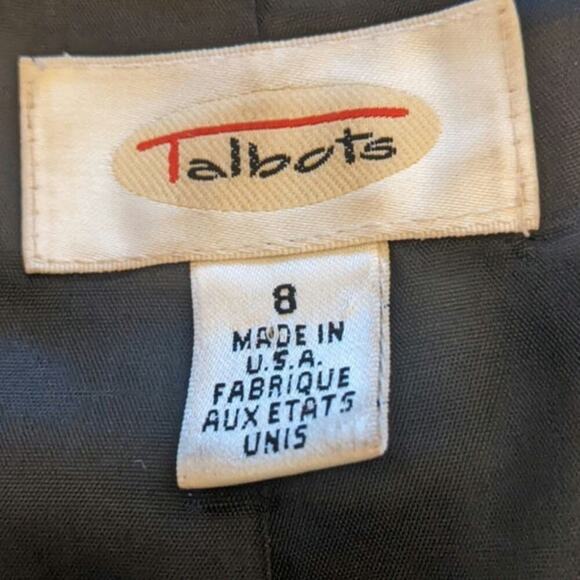 Talbots
8
MADE IN
U.S.A.
FABRIQUE
AUX ETATS
UNIS